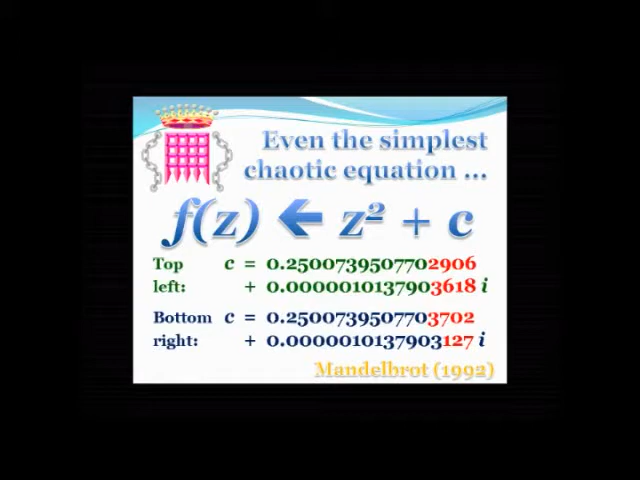 Even the simplest
chaotic equation ...
f(z) ← z² + c
Top c = 0.2500739507702906
left: + 0.0000010137903618 i
Bottom c = 0.2500739507703702
right: + 0.0000010137903127 i
Mandelbrot (1992)